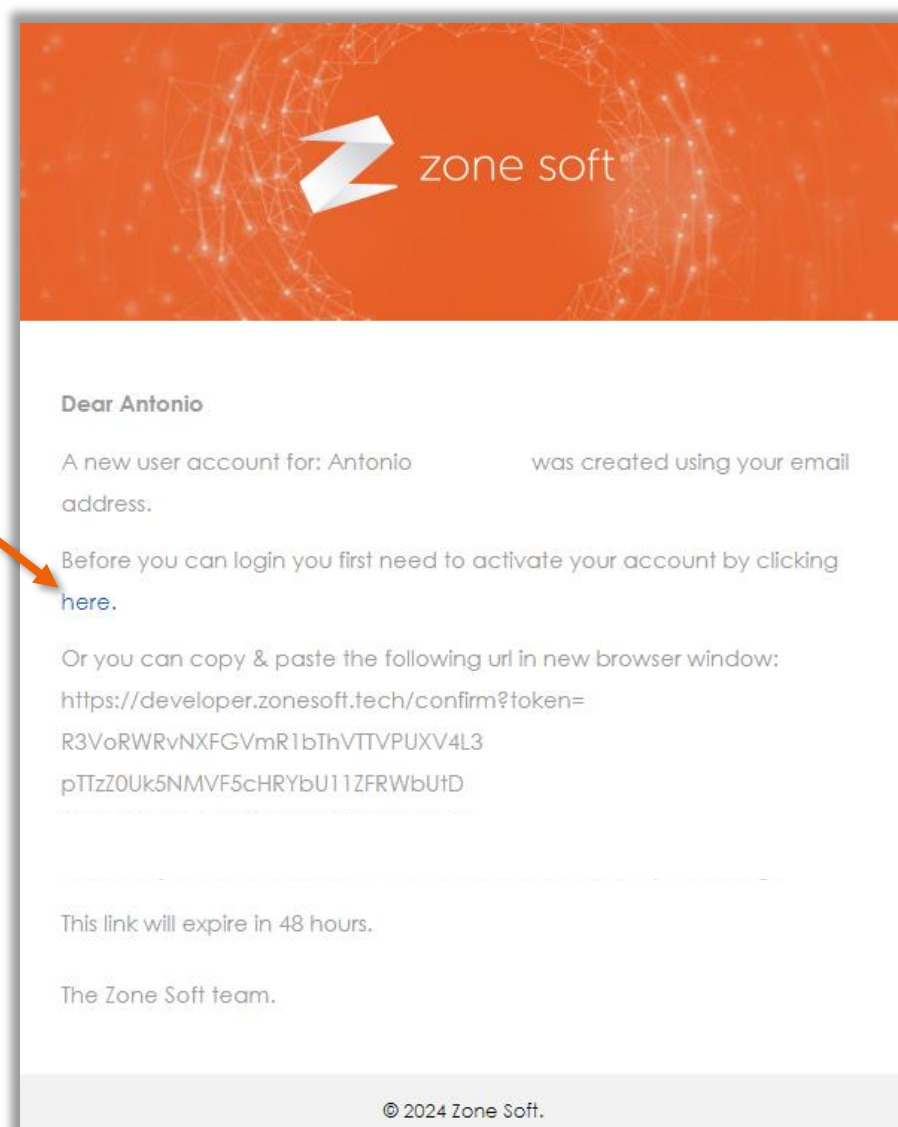 zone soft
Dear Antonio
A new user account for: Antonio was created using your email
address.
Before you can login you first need to activate your account by clicking
here.
Or you can copy & paste the following url in new browser window:
https://developer.zonesoft.tech/confirm?token=
R3VoRWRvNXFGVmR1bThVTTVPUXV4L3
pTTzZ0Uk5NMVF5cHRYbU11ZFRWbUtD
This link will expire in 48 hours.
The Zone Soft team.
© 2024 Zone Soft.